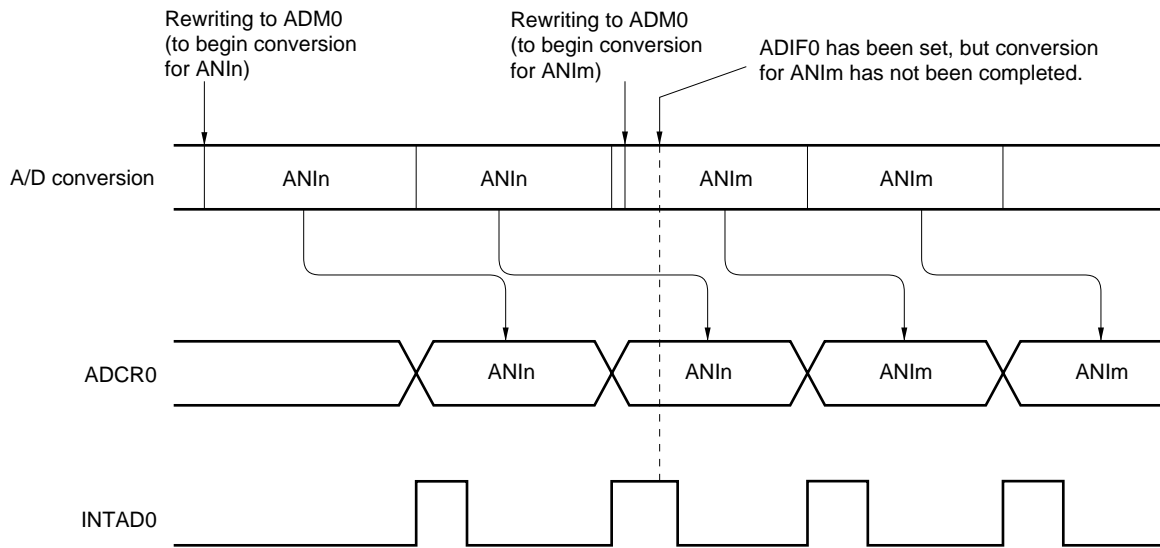 Rewriting to ADM0
(to begin conversion
for ANIn)
Rewriting to ADM0
(to begin conversion
for ANIm)
ADIF0 has been set, but conversion
for ANIm has not been completed.
A/D conversion
ANIn
ANIn
ANIm
ANIm
ADCR0
ANIn
ANIn
ANIm
ANIm
INTAD0